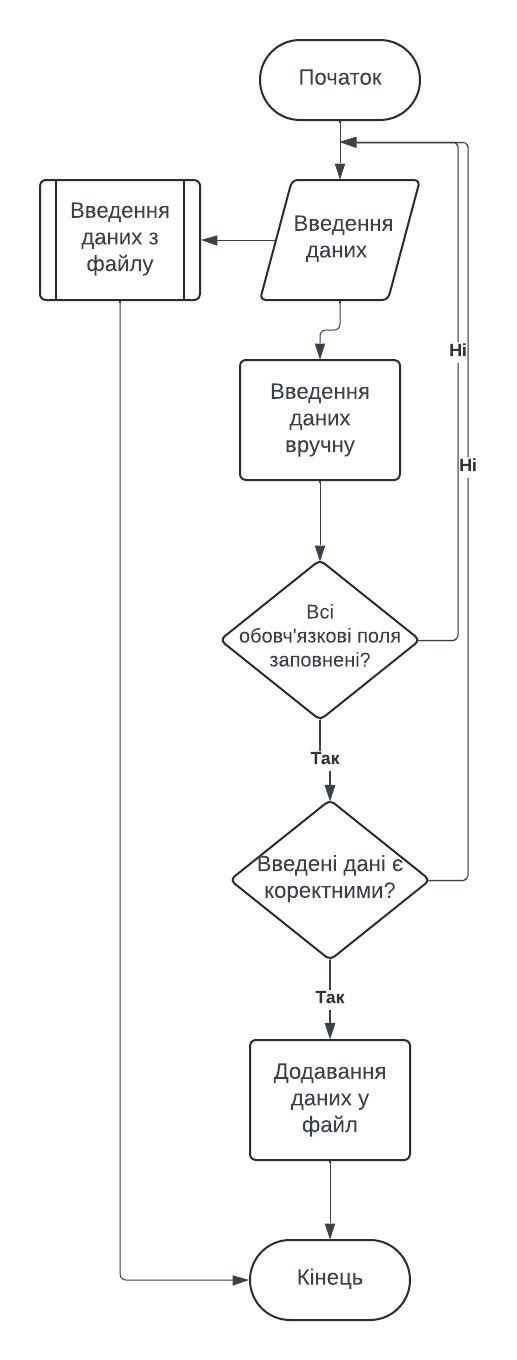 Початок
Введення
даних з
файлу
Введення
даних
Ні
Введення
даних
вручну
Ні
Всі
обовч'язкові поля
заповнені?
Так
Введені дані є
коректними?
Так
Додавання
даних у
файл
Кінець